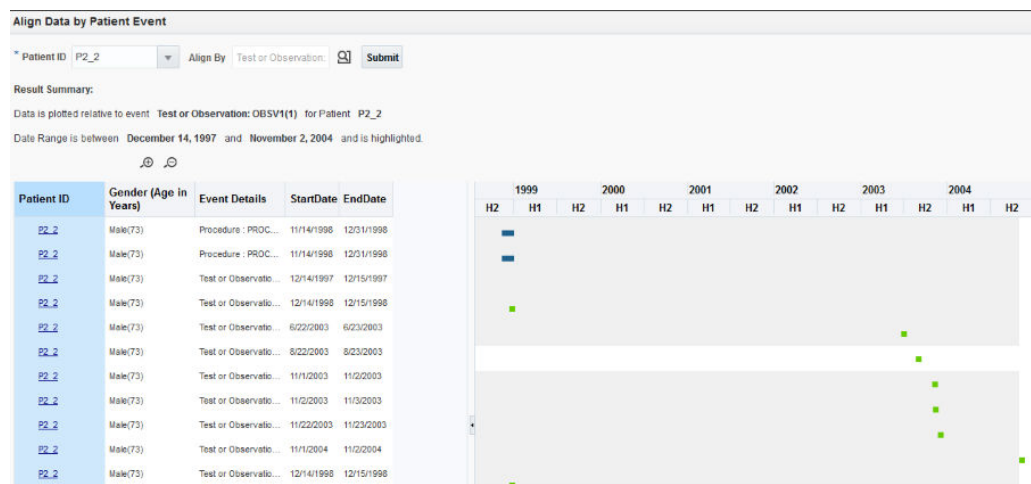 Align Data by Patient Event
* Patient ID P2_2 Align By Test or Observation: Submit
Result Summary:
Data is plotted relative to event Test or Observation: OBSV1(1) for Patient P2_2
Date Range is between December 14, 1997 and November 2, 2004 and is highlighted.
1999 2000 2001 2002 2003 2004
Patient ID Gender (Age in Years) Event Details StartDate EndDate H2 H1 H2 H1 H2 H1 H2 H1 H2 H1 H2 H1 H2
P2_2 Male(73) Procedure : PROC... 11/14/1998 12/31/1998
P2_2 Male(73) Procedure : PROC... 11/14/1998 12/31/1998
P2_2 Male(73) Test or Observatio... 12/14/1997 12/15/1997
P2_2 Male(73) Test or Observatio... 12/14/1998 12/15/1998
P2_2 Male(73) Test or Observatio... 6/22/2003 6/23/2003
P2_2 Male(73) Test or Observatio... 8/22/2003 8/23/2003
P2_2 Male(73) Test or Observatio... 11/1/2003 11/2/2003
P2_2 Male(73) Test or Observatio... 11/2/2003 11/3/2003
P2_2 Male(73) Test or Observatio... 11/22/2003 11/23/2003
P2_2 Male(73) Test or Observatio... 11/1/2004 11/2/2004
P2_2 Male(73) Test or Observatio... 12/14/1998 12/15/1998